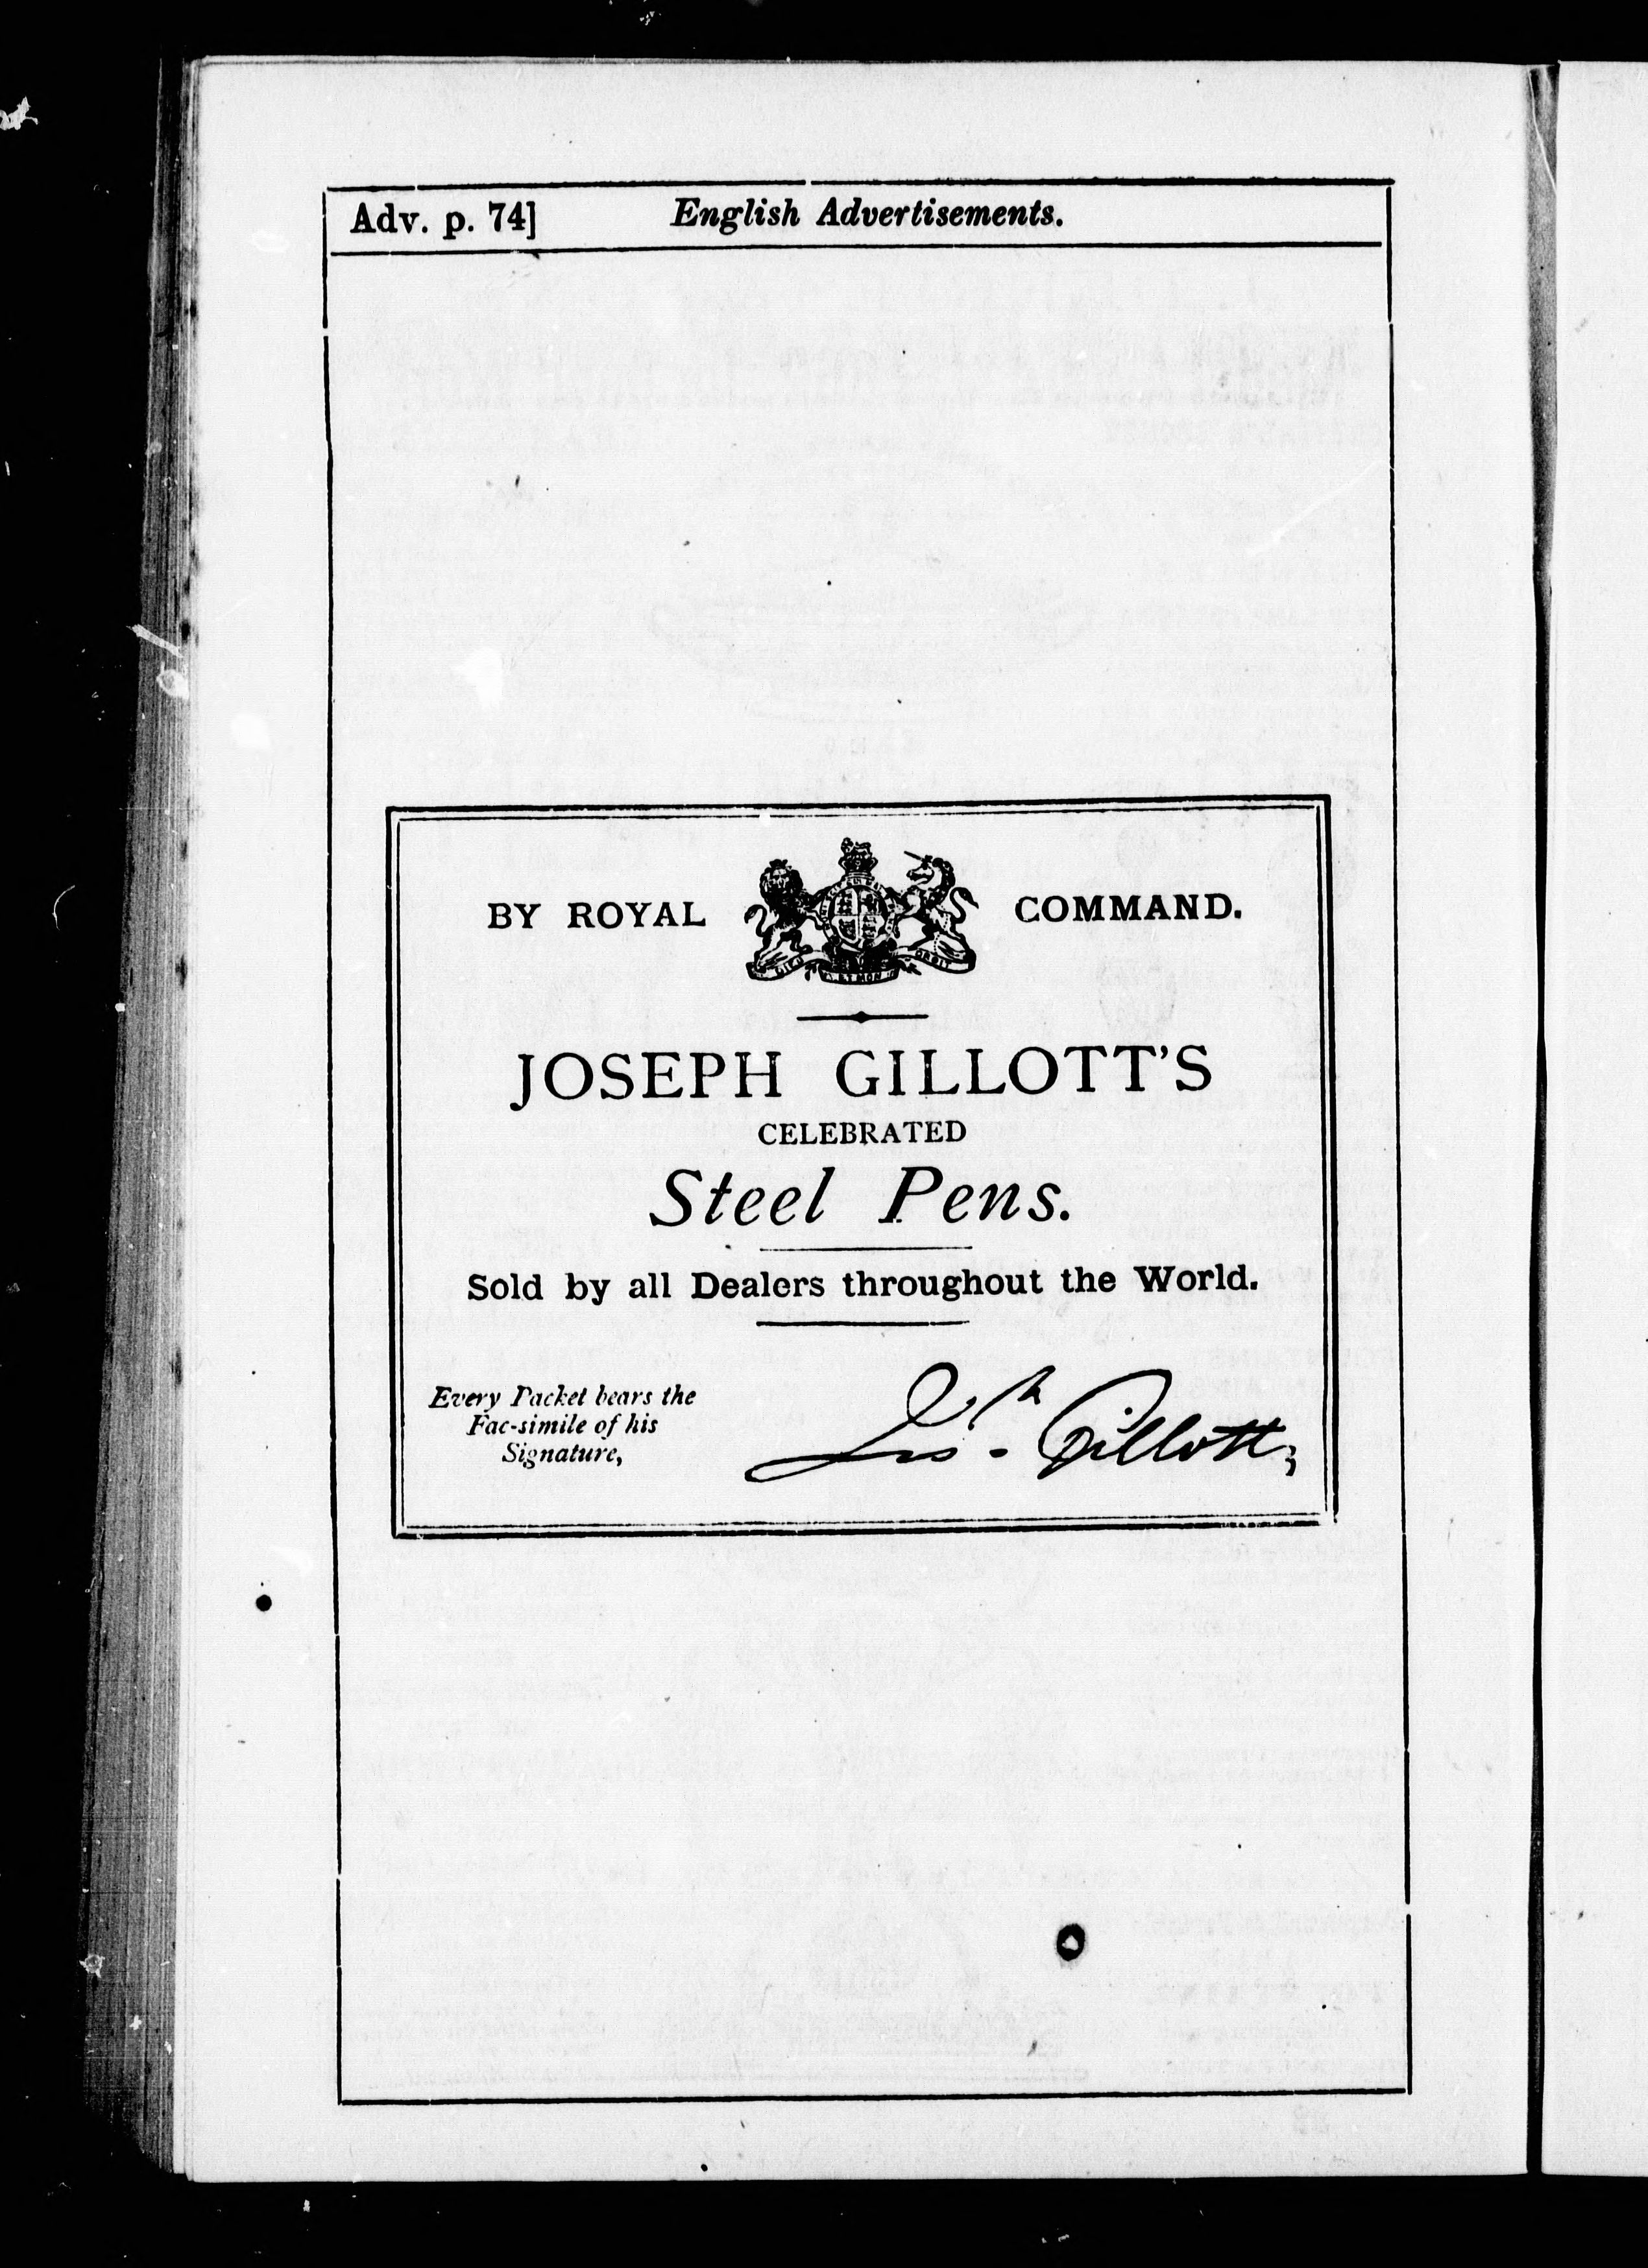 Adv. p. 74] English Advertisements.
BY ROYAL COMMAND.
JOSEPH GILLOTT'S
CELEBRATED
Steel Pens.
Sold by all Dealers throughout the World.
Every Packet bears the
Fac-simile of his
Signature,
Josh. Gillott;